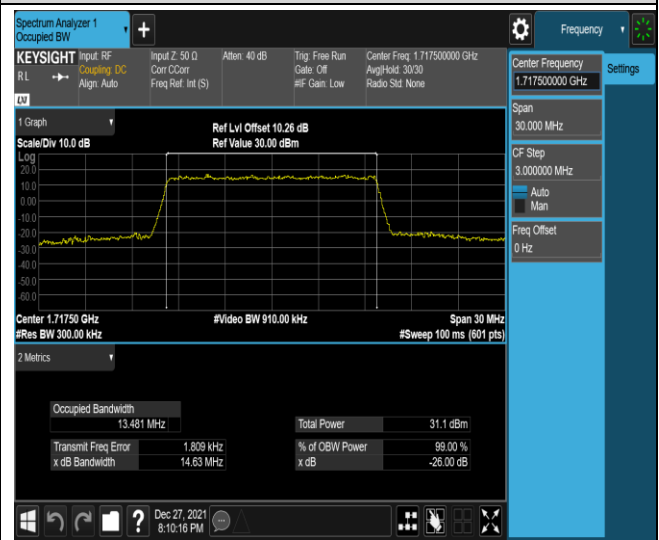 Spectrum Analyzer 1
Occupied BW
+
Frequency
KEYSIGHT
R L
LXI
Input: RF
Coupling: DC
Align: Auto
Input Z: 50 Ω
Corr CCorr
Freq Ref: Int (S)
Atten: 40 dB
Trig: Free Run
Gate: Off
#IF Gain: Low
Center Freq: 1.717500000 GHz
Avg|Hold: 30/30
Radio Std: None
Center Frequency
1.717500000 GHz
Settings
Span
30.000 MHz
CF Step
3.000000 MHz
Auto
Man
Freq Offset
0 Hz
1 Graph
Scale/Div 10.0 dB
Ref Lvl Offset 10.26 dB
Ref Value 30.00 dBm
Log
20.0
10.0
0.00
-10.0
-20.0
-30.0
-40.0
-50.0
-60.0
Center 1.71750 GHz
#Video BW 910.00 kHz
Span 30 MHz
#Res BW 300.00 kHz
#Sweep 100 ms (601 pts)
2 Metrics
Occupied Bandwidth
13.481 MHz
Total Power 31.1 dBm
Transmit Freq Error 1.809 kHz
% of OBW Power 99.00 %
x dB Bandwidth 14.63 MHz
x dB -26.00 dB
?
Dec 27, 2021
8:10:16 PM